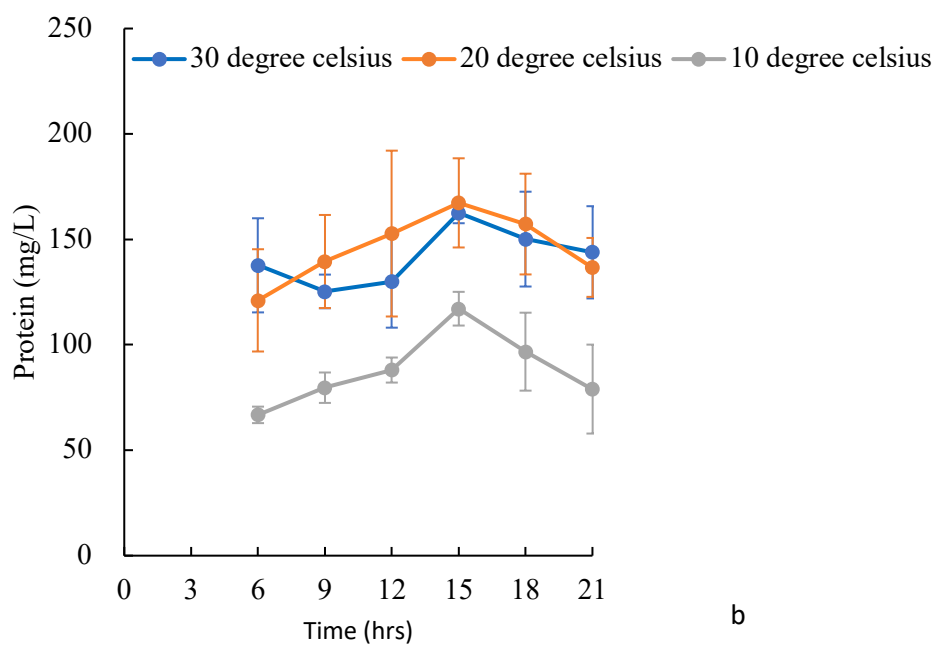 250
30 degree celsius 20 degree celsius 10 degree celsius
200
150
100
50
0
Protein (mg/L)
0 3 6 9 12 15 18 21
Time (hrs)
b